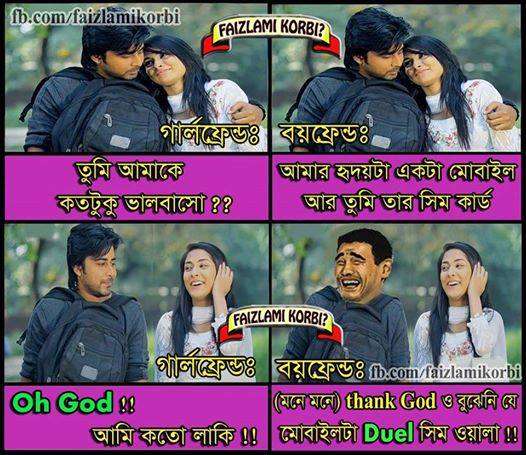 fb.com/faizlamikorbi
FAIZLAMI KORBI?
গার্লফ্রেন্ডঃ
বয়ফ্রেন্ডঃ
তুমি আমাকে
কতটুকু ভালবাসো ??
আমার হৃদয়টা একটা মোবাইল
আর তুমি তার সিম কার্ড
FAIZLAMI KORBI?
গার্লফ্রেন্ডঃ
বয়ফ্রেন্ডঃ
fb.com/faizlamikorbi
Oh God !!
আমি কতো লাকি !!
(মনে মনে) thank God ও বুঝেনি যে
মোবাইলটা Duel সিম ওয়ালা !!